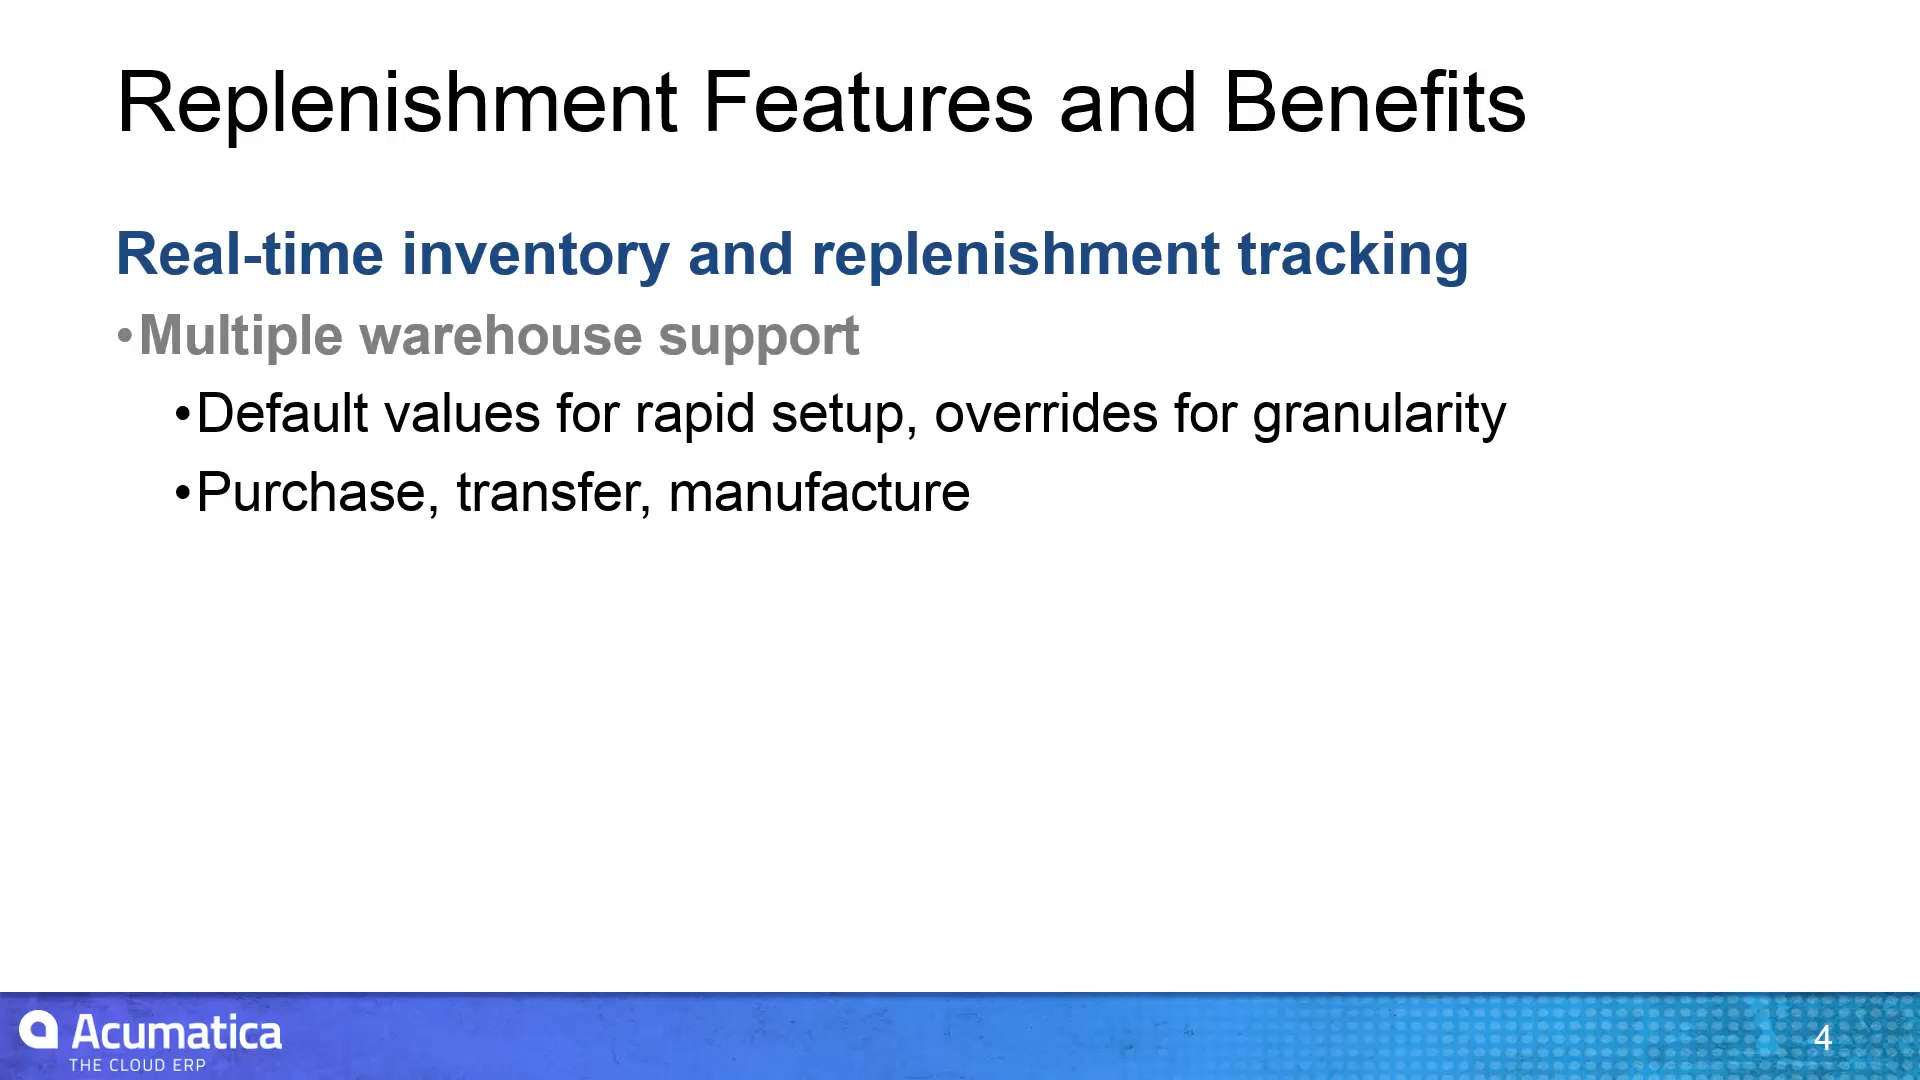 Replenishment Features and Benefits
Real-time inventory and replenishment tracking
•Multiple warehouse support
•Default values for rapid setup, overrides for granularity
•Purchase, transfer, manufacture
Acumatica
THE CLOUD ERP
4